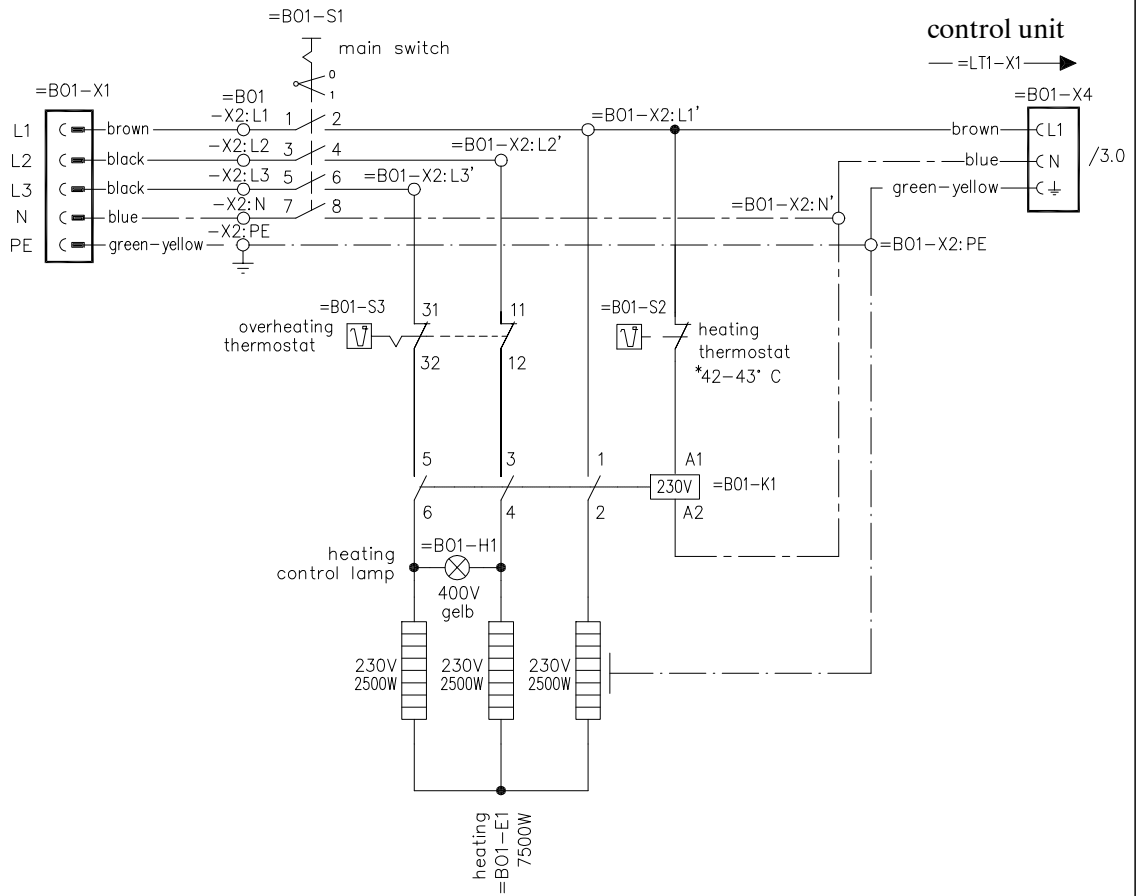 =B01-S1
main switch
0
1
control unit
=LT1-X1
=B01-X1
=B01
=B01-X4
L1 brown -X2:L1 1 2 =B01-X2:L1' brown L1
L2 black -X2:L2 3 4 =B01-X2:L2' blue N /3.0
L3 black -X2:L3 5 6 =B01-X2:L3' green-yellow
N blue -X2:N 7 8 =B01-X2:N'
PE green-yellow -X2:PE =B01-X2:PE
=B01-S3 31 11 =B01-S2
overheating
thermostat
32 12
heating
thermostat
*42-43° C
5 3 1 A1
230V =B01-K1
6 4 2 A2
=B01-H1
heating
control lamp
400V
gelb
230V 230V 230V
2500W 2500W 2500W
heating
=B01-E1
7500W